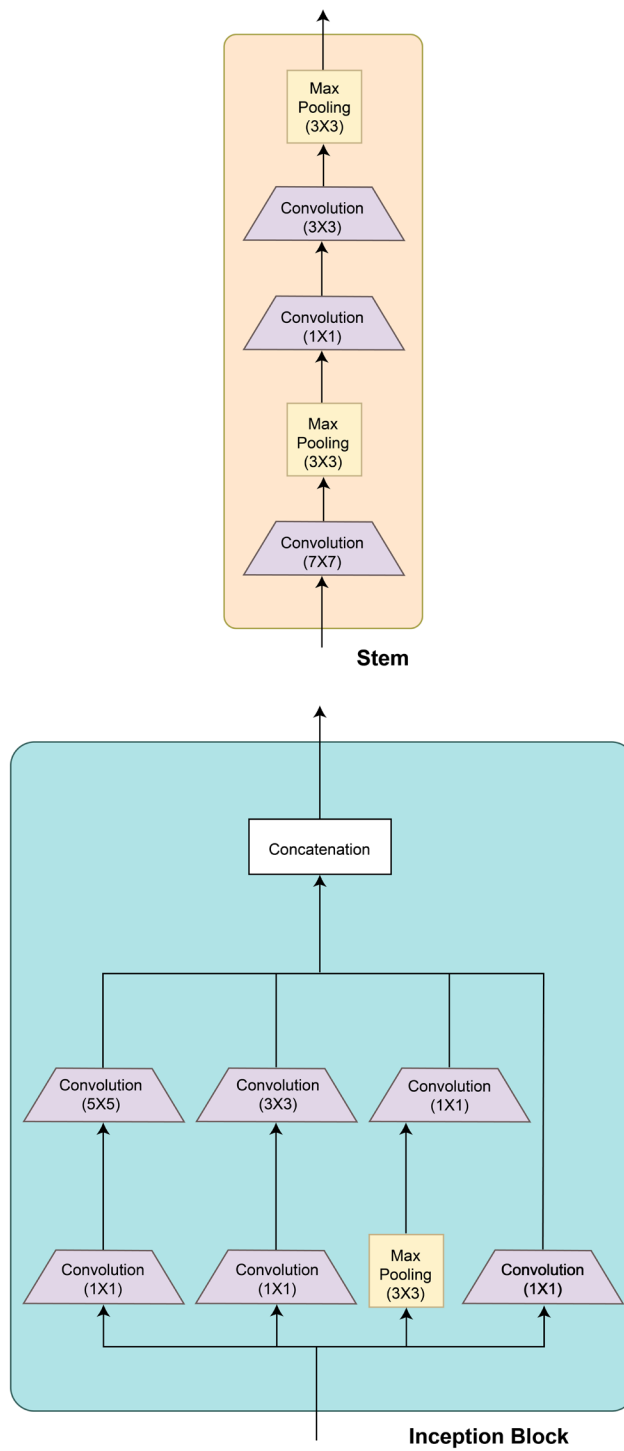 Max
Pooling
(3X3)
Convolution
(3X3)
Convolution
(1X1)
Max
Pooling
(3X3)
Convolution
(7X7)
Stem
Concatenation
Convolution
(5X5)
Convolution
(3X3)
Convolution
(1X1)
Convolution
(1X1)
Convolution
(1X1)
Max
Pooling
(3X3)
Convolution
(1X1)
Inception Block